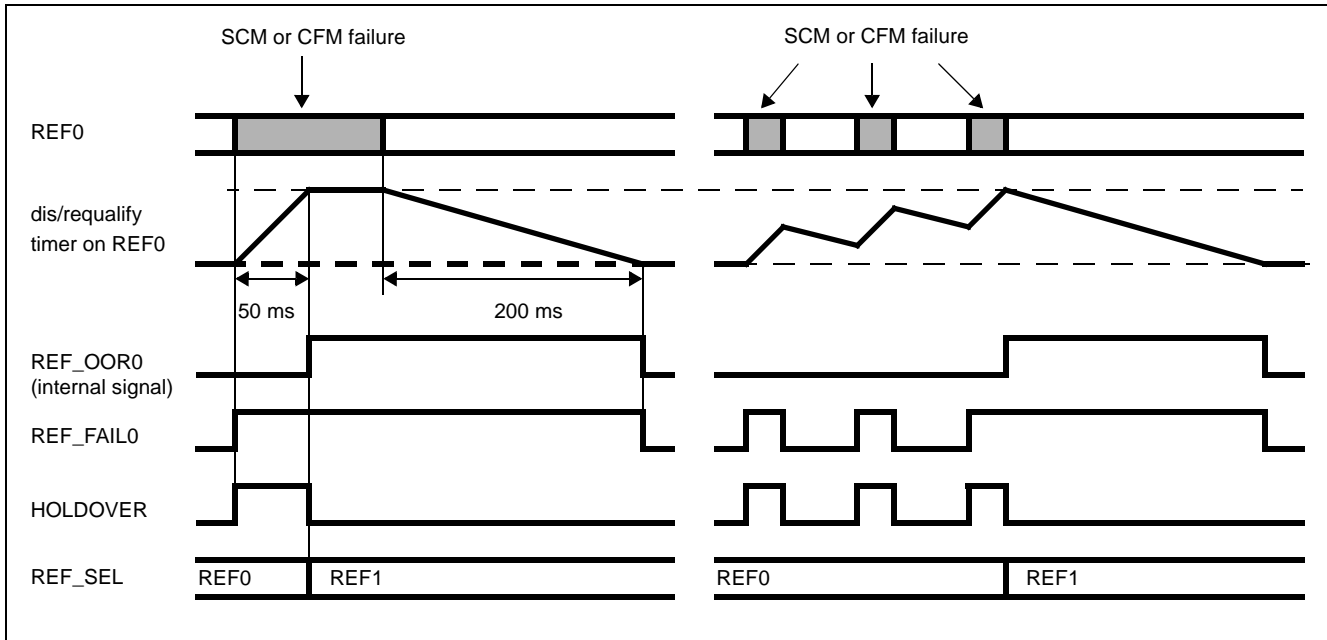 SCM or CFM failure
SCM or CFM failure
REF0
dis/requalify
timer on REF0
50 ms
200 ms
REF_OOR0
(internal signal)
REF_FAIL0
HOLDOVER
REF_SEL
REF0
REF1
REF0
REF1